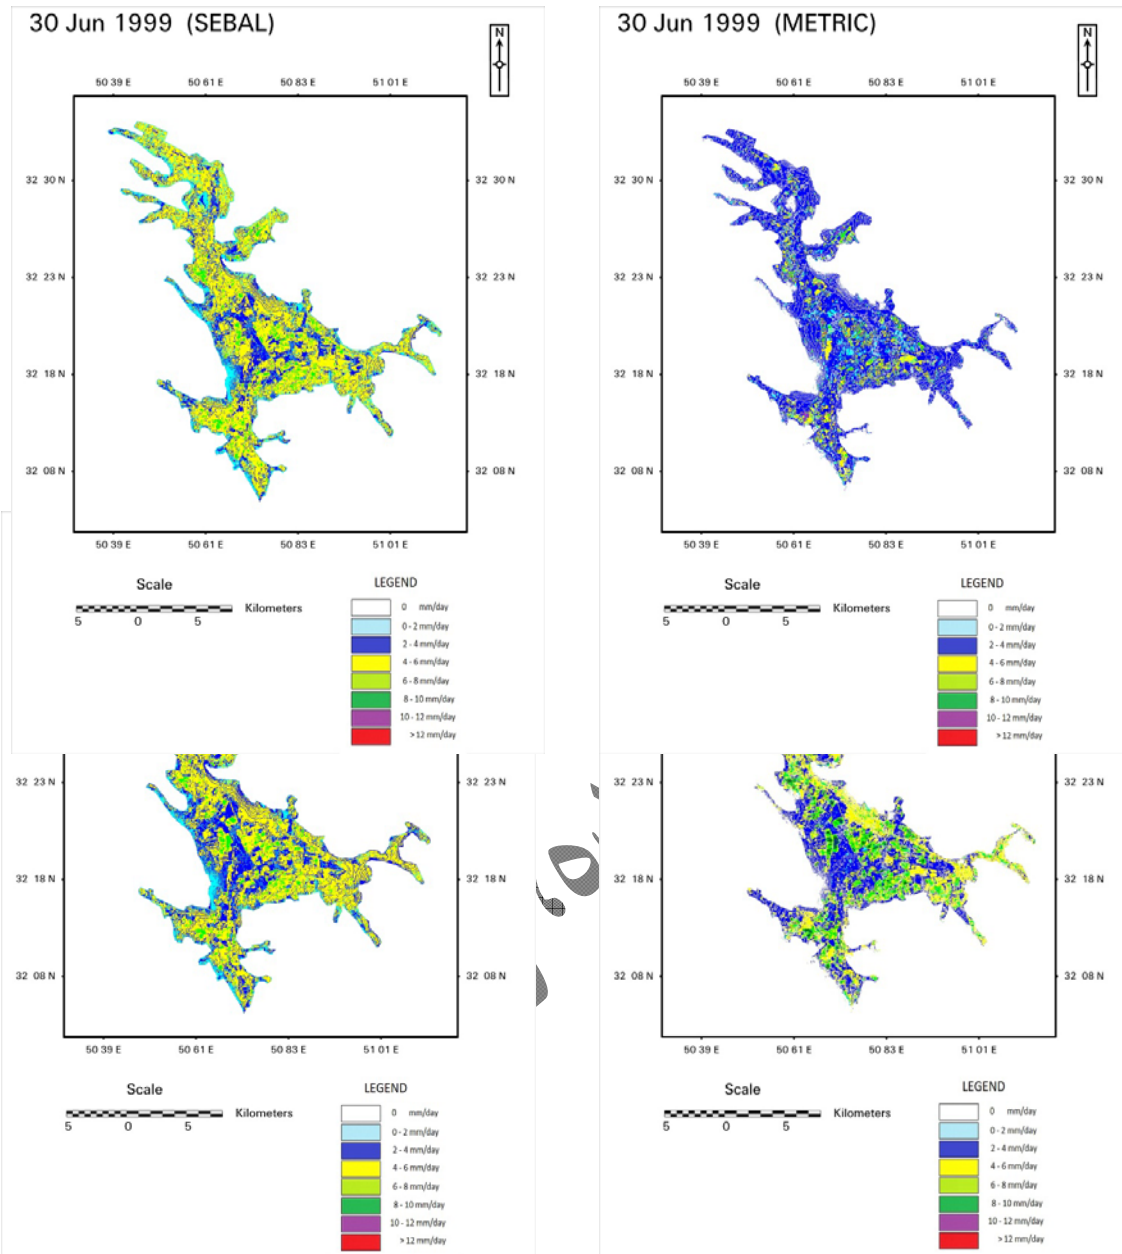 30 Jun 1999 (SEBAL)
N
50 39 E 50 61 E 50 83 E 51 01 E
32 30 N 32 30 N
32 23 N 32 23 N
32 18 N 32 18 N
32 08 N 32 08 N
50 39 E 50 61 E 50 83 E 51 01 E
Scale
Kilometers
5 0 5
LEGEND
0 mm/day
0 - 2 mm/day
2 - 4 mm/day
4 - 6 mm/day
6 - 8 mm/day
8 - 10 mm/day
10 - 12 mm/day
>12 mm/day
30 Jun 1999 (METRIC)
N
50 39 E 50 61 E 50 83 E 51 01 E
32 30 N 32 30 N
32 23 N 32 23 N
32 18 N 32 18 N
32 08 N 32 08 N
50 39 E 50 61 E 50 83 E 51 01 E
Scale
Kilometers
5 0 5
LEGEND
0 mm/day
0 - 2 mm/day
2 - 4 mm/day
4 - 6 mm/day
6 - 8 mm/day
8 - 10 mm/day
10 - 12 mm/day
>12 mm/day
32 23 N 32 23 N
32 18 N 32 18 N
32 08 N 32 08 N
50 39 E 50 61 E 50 83 E 51 01 E
Scale
Kilometers
5 0 5
LEGEND
0 mm/day
0 - 2 mm/day
2 - 4 mm/day
4 - 6 mm/day
6 - 8 mm/day
8 - 10 mm/day
10 - 12 mm/day
>12 mm/day
32 23 N 32 23 N
32 18 N 32 18 N
32 08 N 32 08 N
50 39 E 50 61 E 50 83 E 51 01 E
Scale
Kilometers
5 0 5
LEGEND
0 mm/day
0 - 2 mm/day
2 - 4 mm/day
4 - 6 mm/day
6 - 8 mm/day
8 - 10 mm/day
10 - 12 mm/day
>12 mm/day